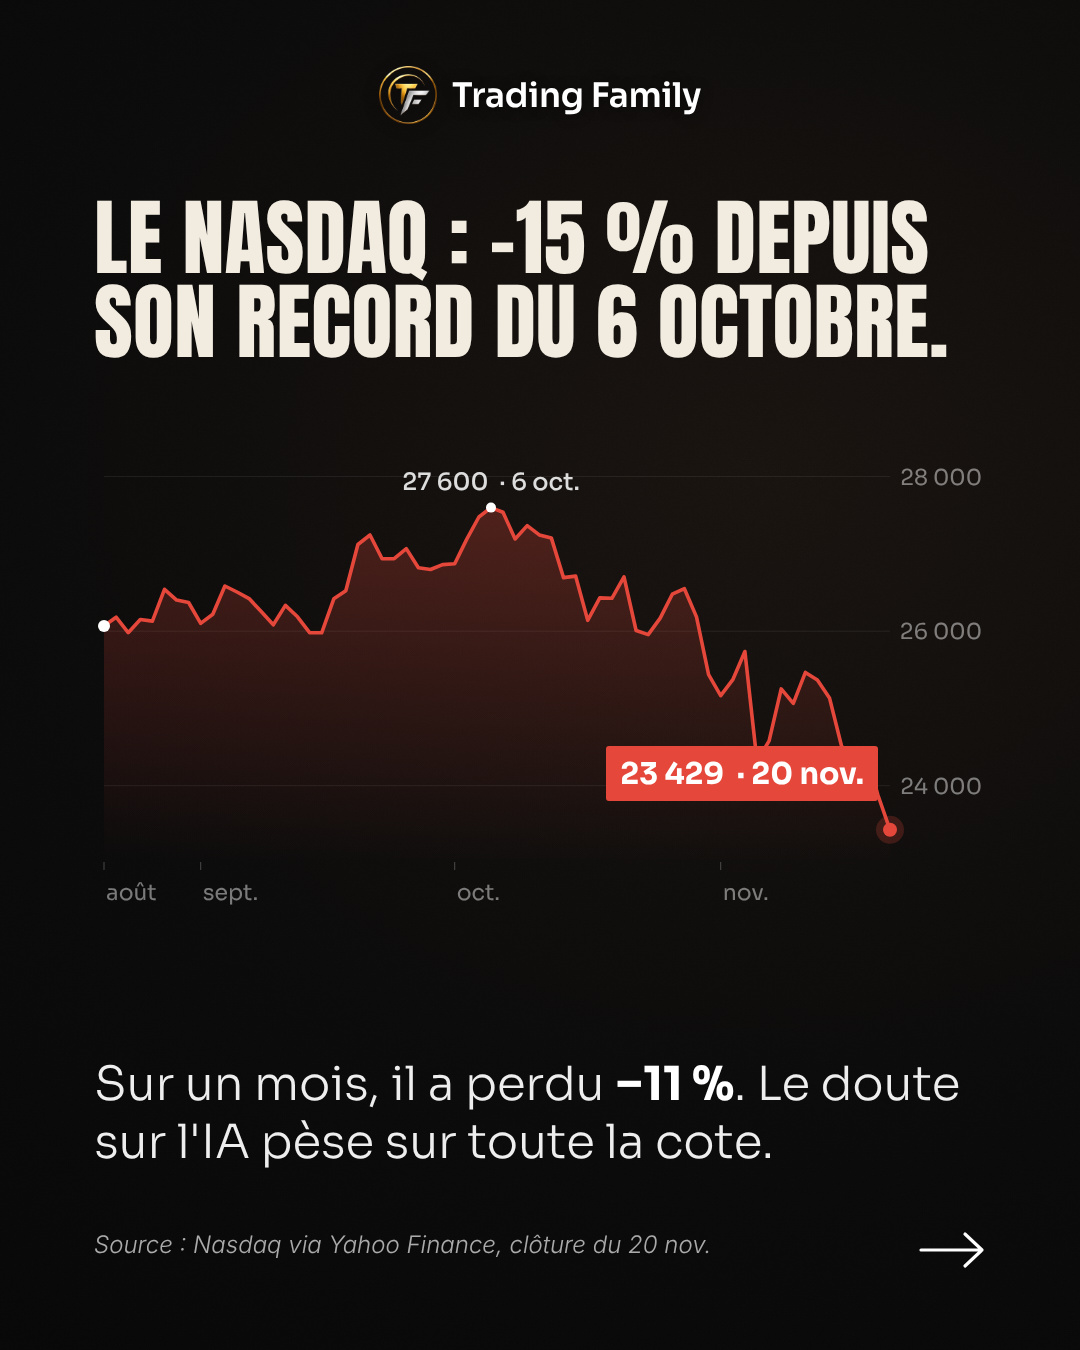 TF
Trading Family
LE NASDAQ : -15 % DEPUIS
SON RECORD DU 6 OCTOBRE.
27 600 · 6 oct.
28 000
26 000
23 429 · 20 nov.
24 000
août sept. oct. nov.
Sur un mois, il a perdu –11 %. Le doute
sur l'IA pèse sur toute la cote.
Source : Nasdaq via Yahoo Finance, clôture du 20 nov.